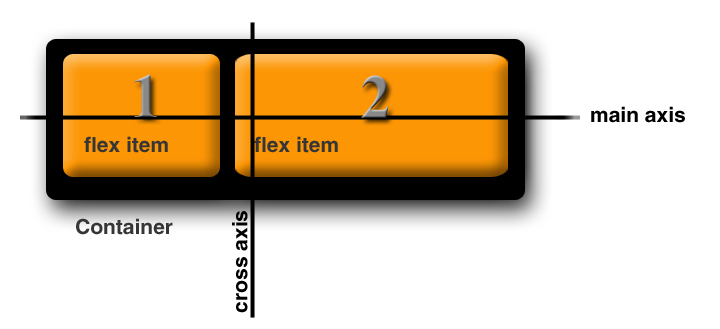 1
2
main axis
flex item
flex item
Container
cross axis